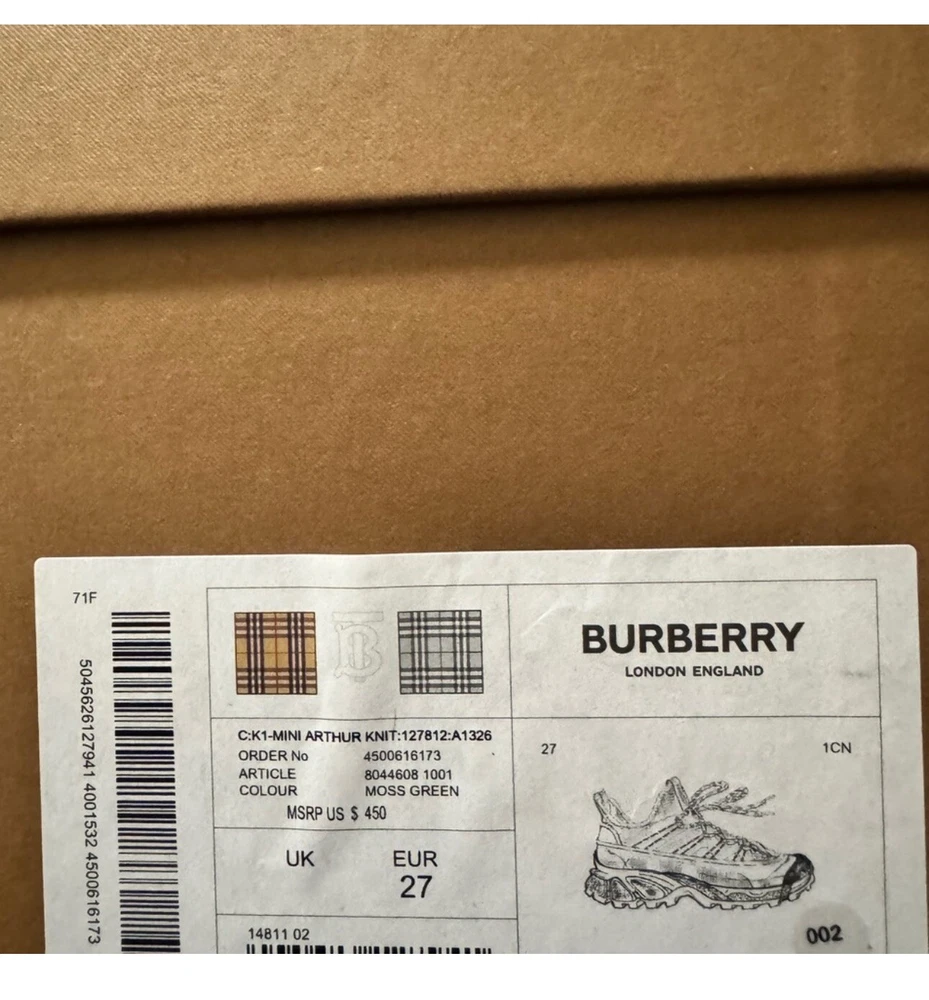 71F
5045626127941 4001532 4500616173
BURBERRY
LONDON ENGLAND
C:K1-MINI ARTHUR KNIT:127812:A1326
ORDER No 4500616173
ARTICLE 8044608 1001
COLOUR MOSS GREEN
MSRP US $ 450
UK EUR
27
14811 02
27 1CN
002